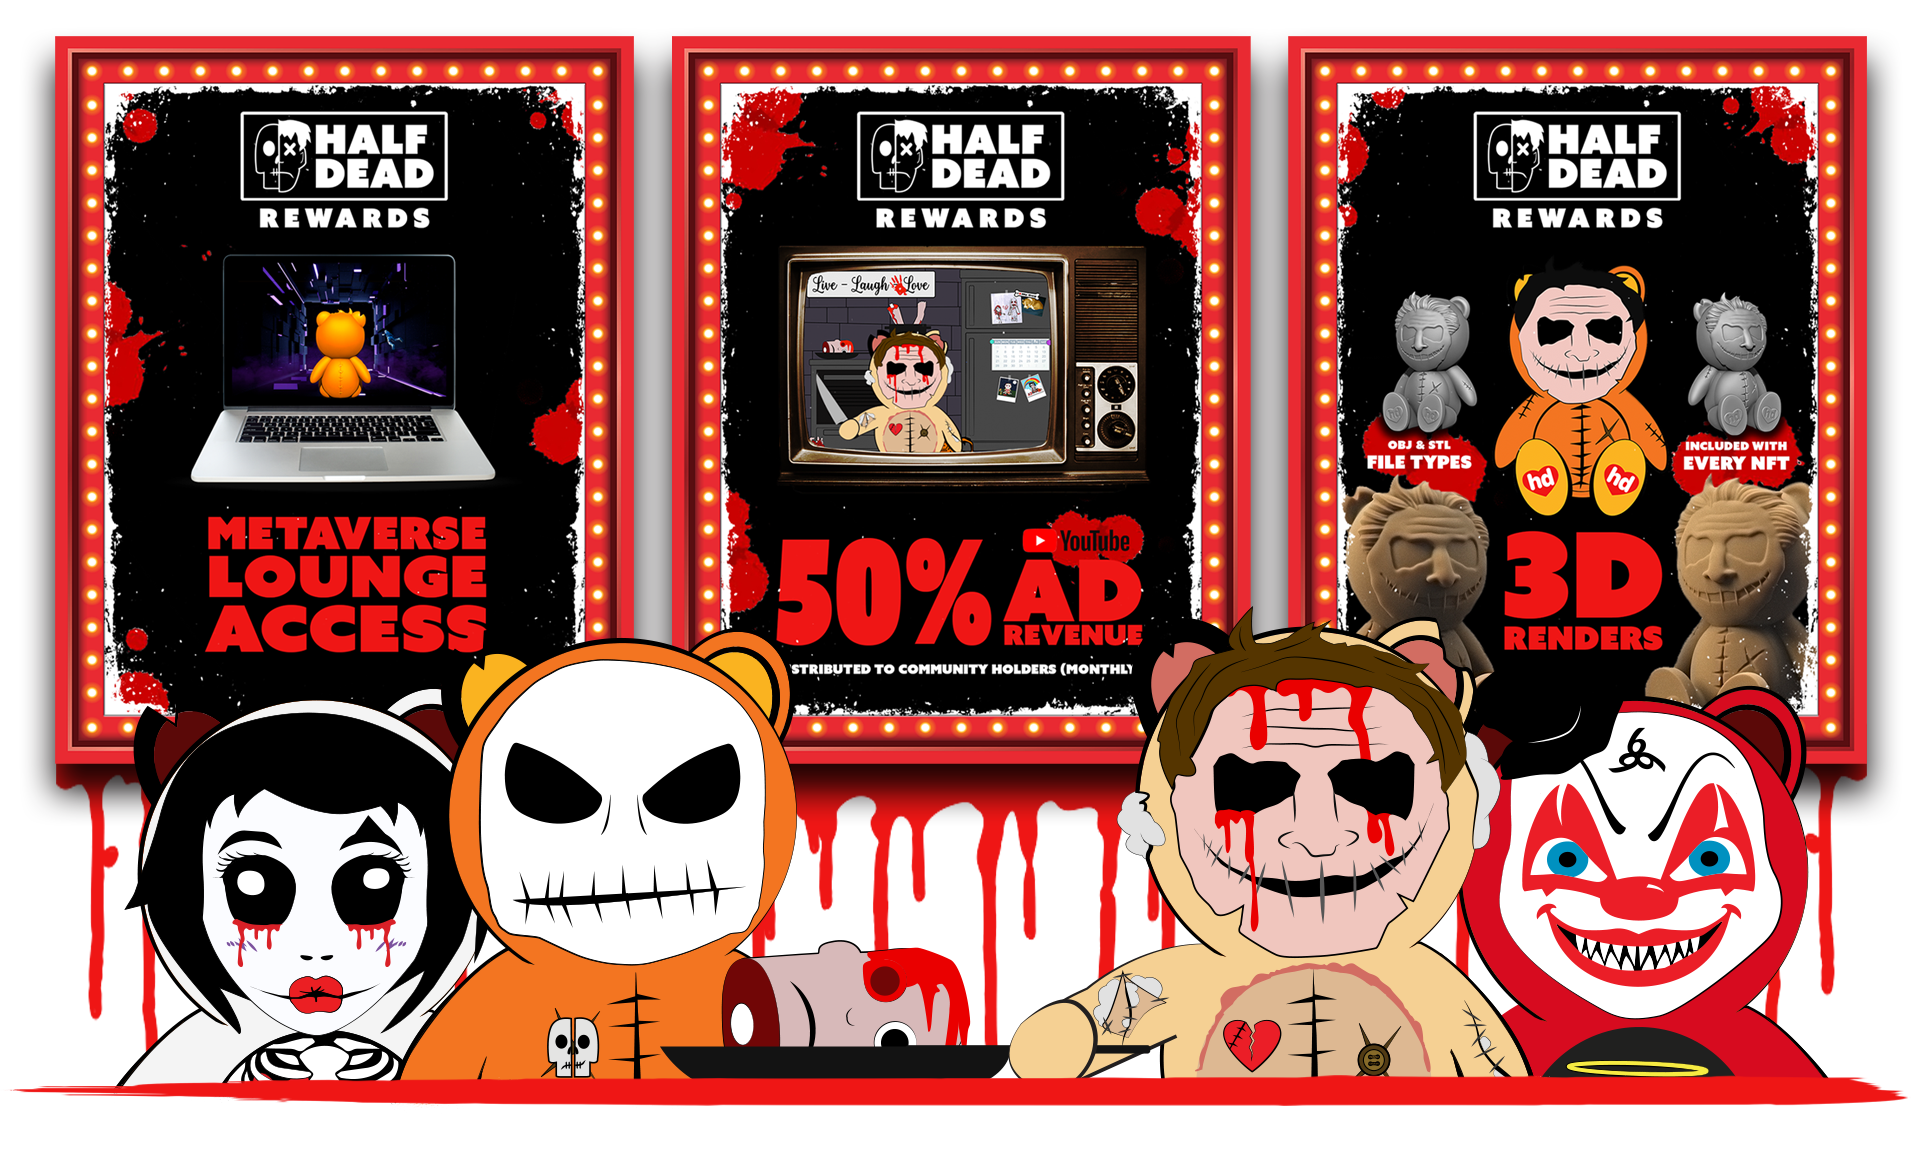 HALF
DEAD
REWARDS
METAVERSE
LOUNGE
ACCESS
HALF
DEAD
REWARDS
Live - Laugh Love
50%
YouTube
AD
REVENUE
STRIBUTED TO COMMUNITY HOLDERS (MONTHLY
HALF
DEAD
REWARDS
OBJ & STL
FILE TYPES
INCLUDED WITH
EVERY NFT
hd
hd
3D
RENDERS